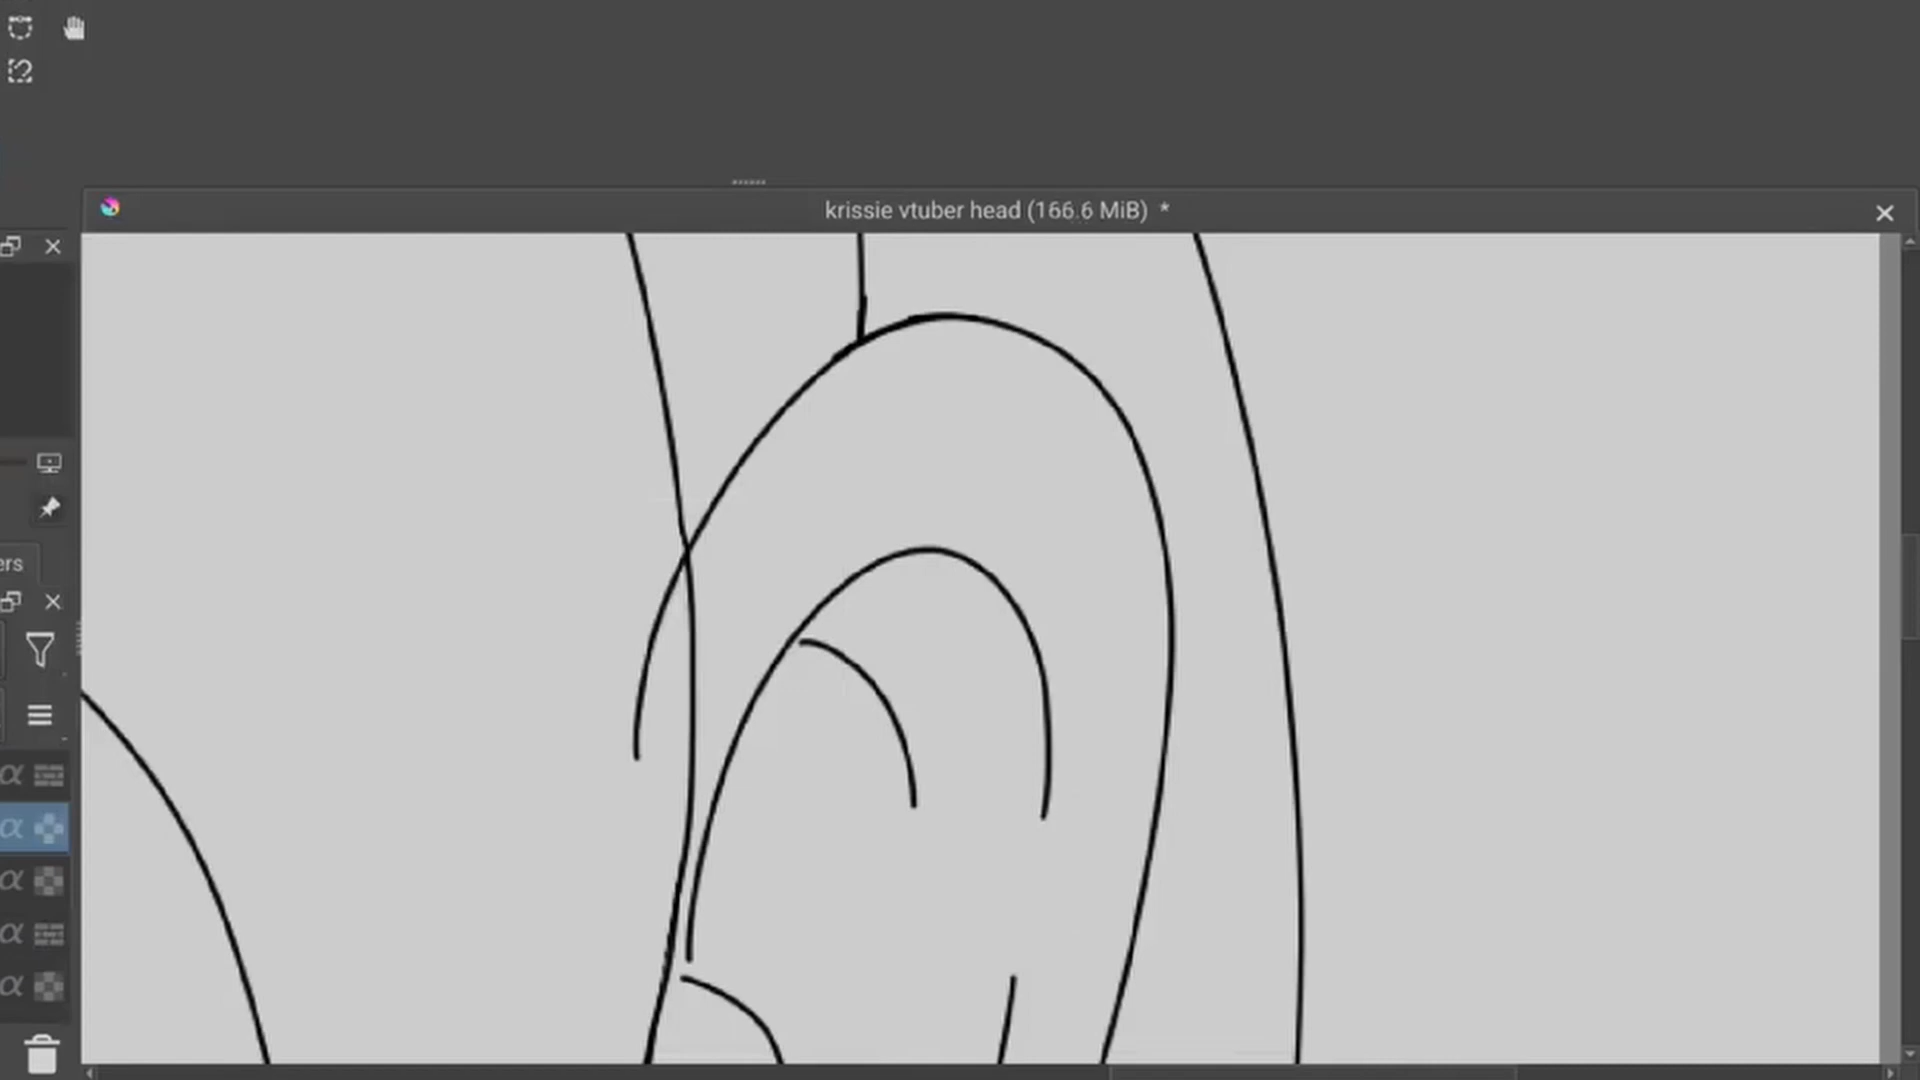 krissie vtuber head (166.6 MiB) *
ers
α
α
α
α
α